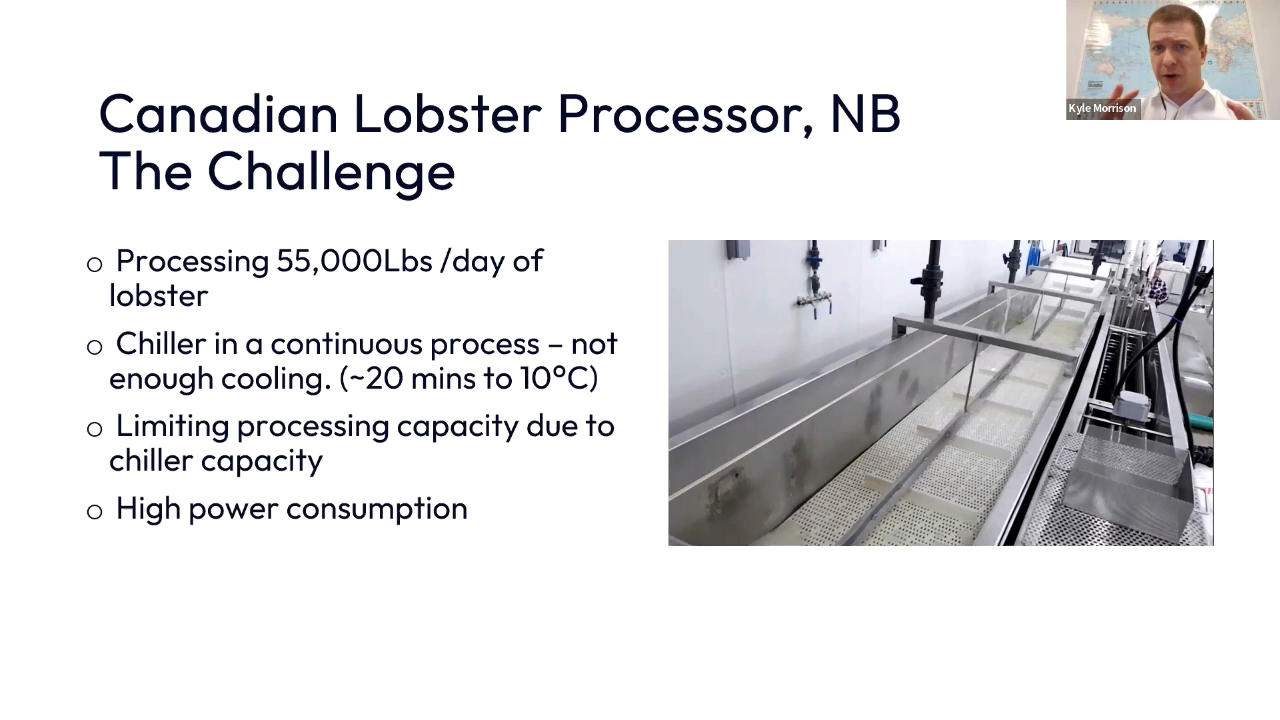 Kyle Morrison
Canadian Lobster Processor, NB
The Challenge
o Processing 55,000Lbs /day of
lobster
o Chiller in a continuous process – not
enough cooling. (~20 mins to 10°C)
o Limiting processing capacity due to
chiller capacity
o High power consumption